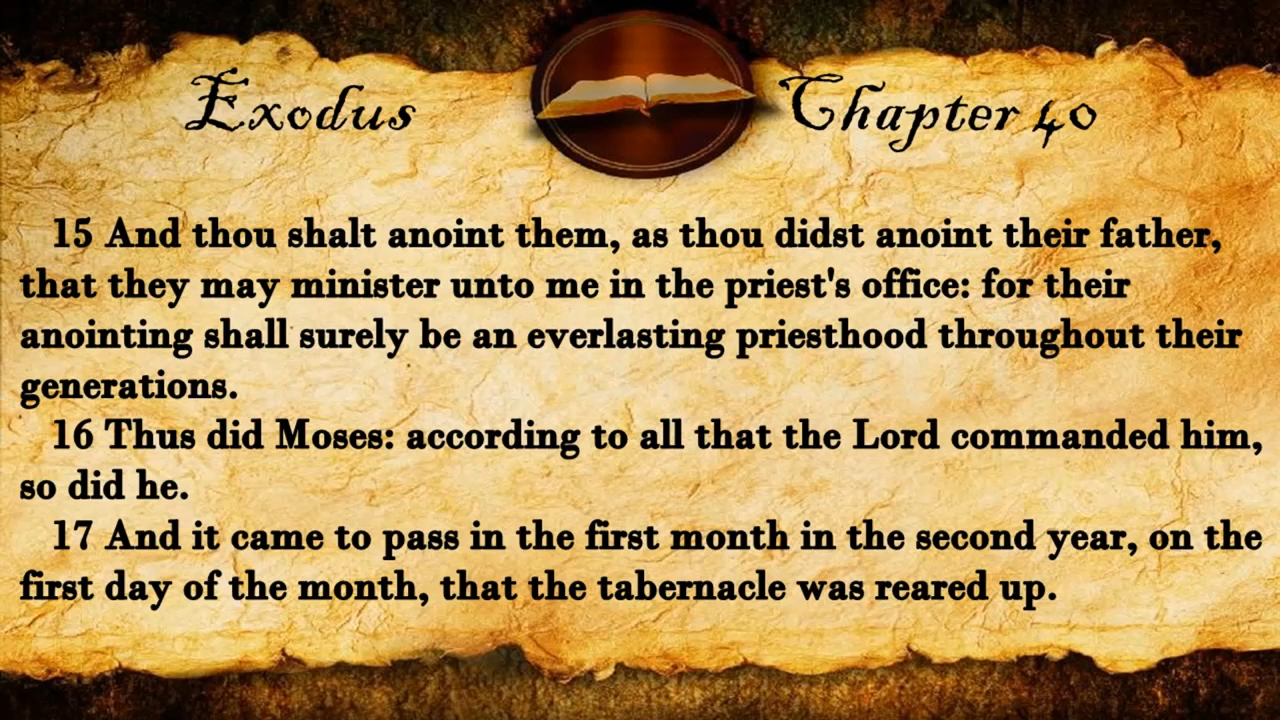 Exodus Chapter 40
15 And thou shalt anoint them, as thou didst anoint their father,
that they may minister unto me in the priest's office: for their
anointing shall surely be an everlasting priesthood throughout their
generations.
16 Thus did Moses: according to all that the Lord commanded him,
so did he.
17 And it came to pass in the first month in the second year, on the
first day of the month, that the tabernacle was reared up.